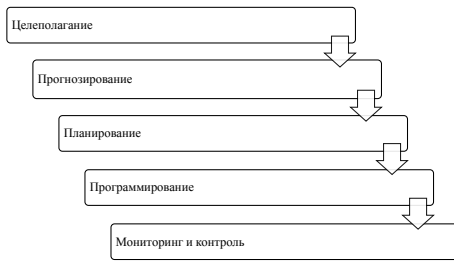 Целеполагание
Прогнозирование
Планирование
Программирование
Мониторинг и контроль